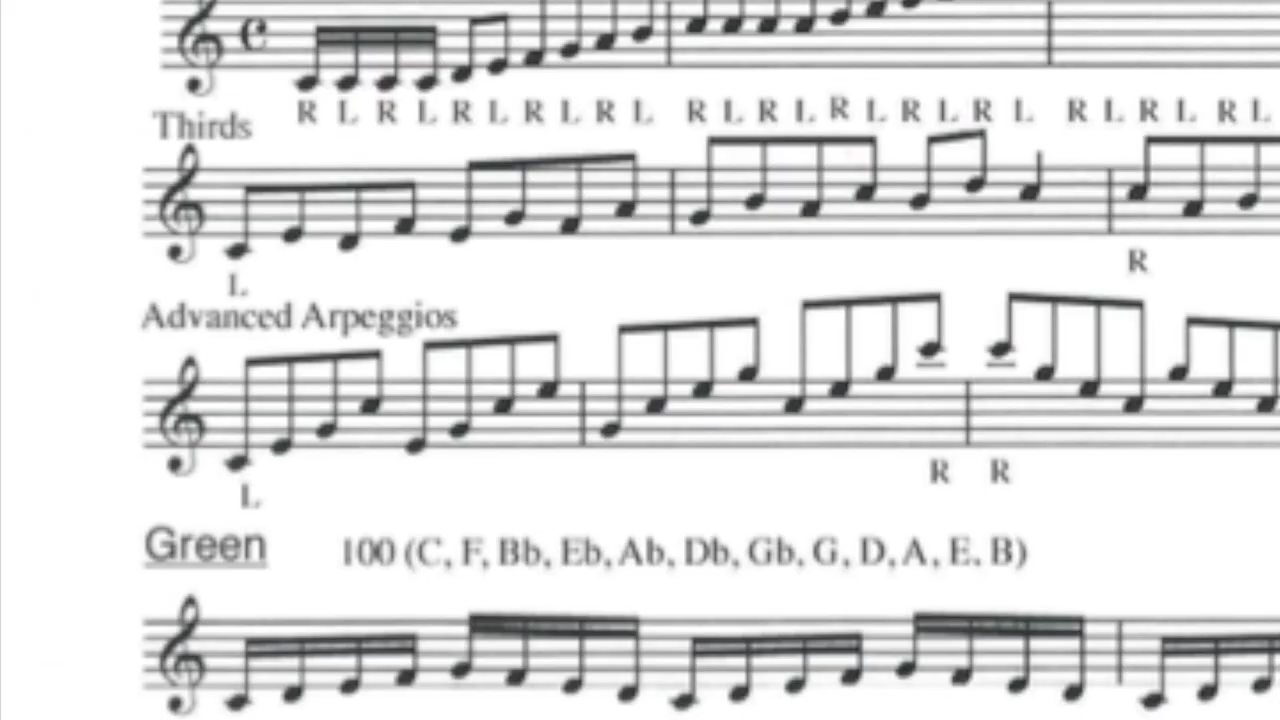 R L R L R L R L R L R L R L R L R L R L R L R L R L
Thirds
L
R
Advanced Arpeggios
L
R R
Green 100 (C, F, Bb, Eb, Ab, Db, Gb, G, D, A, E, B)